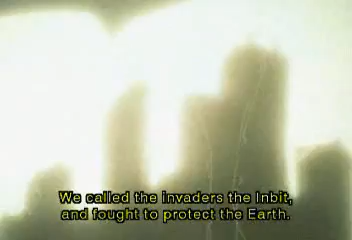 We called the invaders the Inbit,
and fought to protect the Earth.